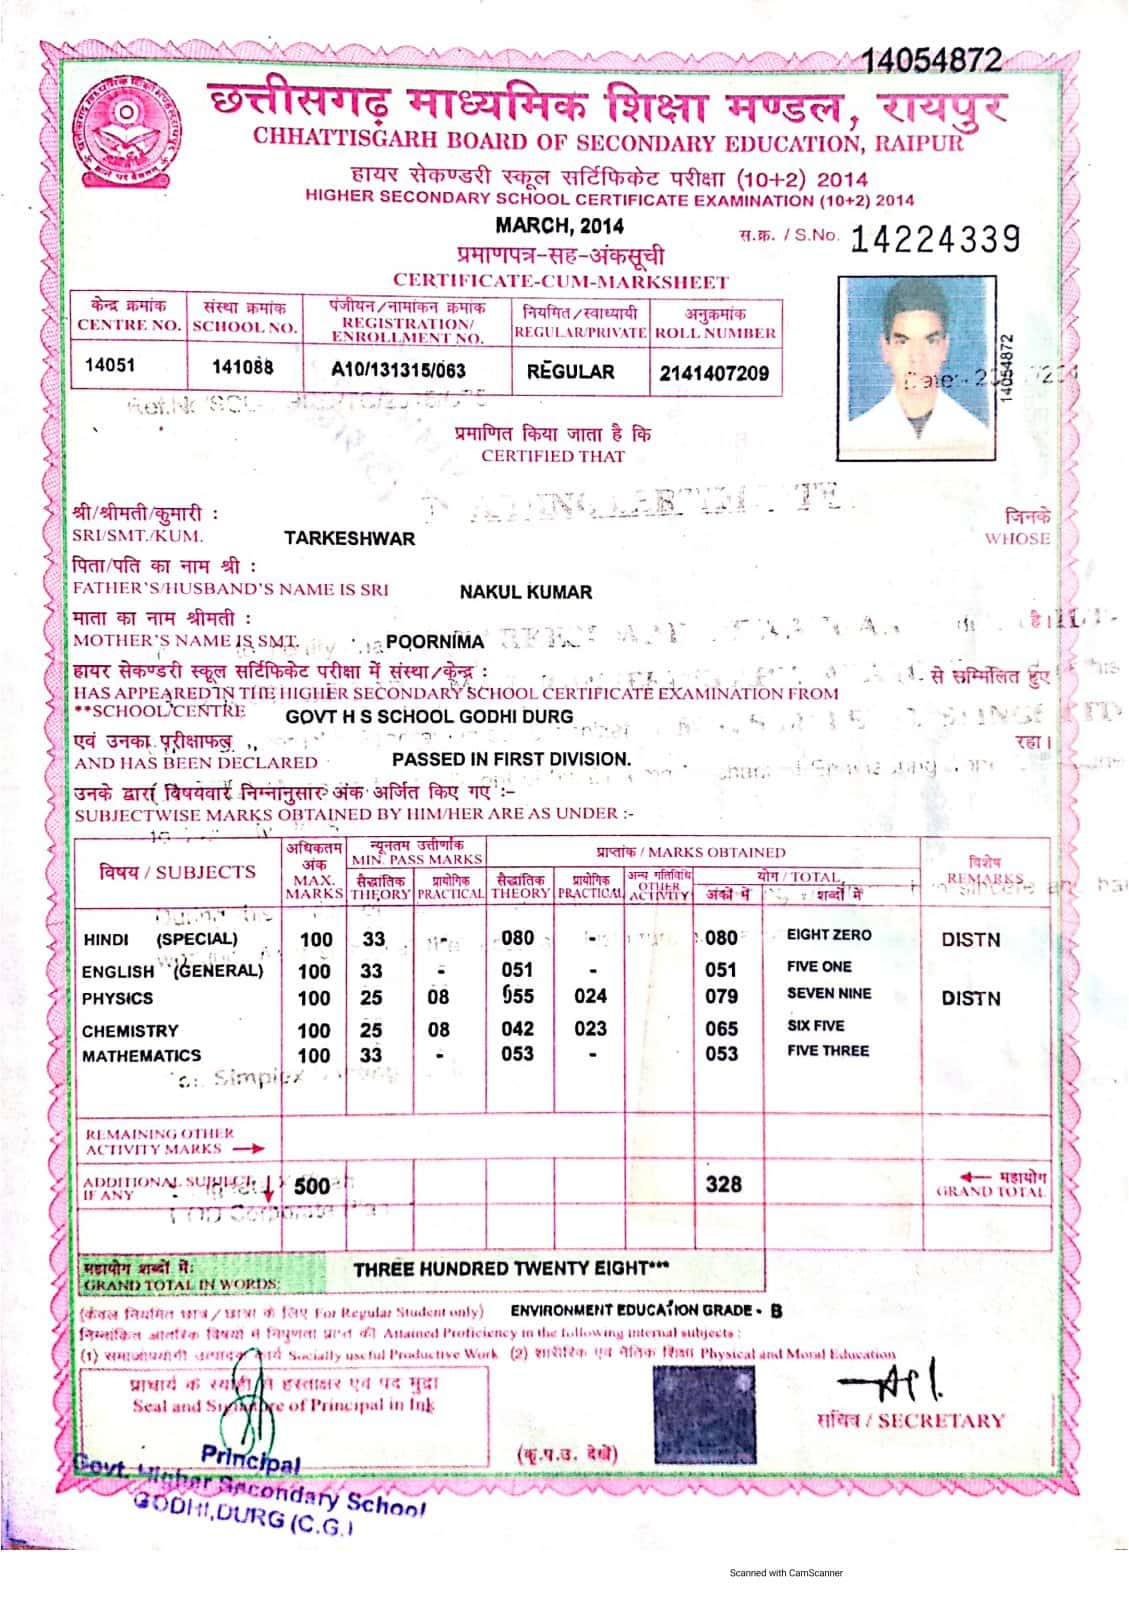 14054872
छत्तीसगढ़ माध्यमिक शिक्षा मण्डल, रायपुर
CHHATTISGARH BOARD OF SECONDARY EDUCATION, RAIPUR
हायर सेकण्डरी स्कूल सर्टिफिकेट परीक्षा (10+2) 2014
HIGHER SECONDARY SCHOOL CERTIFICATE EXAMINATION (10+2) 2014
MARCH, 2014
स.क्र. / S.No. 14224339
प्रमाणपत्र-सह-अंकसूची
CERTIFICATE-CUM-MARKSHEET
केन्द्र क्रमांक संस्था क्रमांक पंजीयन/नामांकन क्रमांक नियमित/स्वाध्यायी अनुक्रमांक
CENTRE NO. SCHOOL NO. REGISTRATION/ ENROLLMENT NO. REGULAR/PRIVATE ROLL NUMBER
14051 141088 A10/131315/063 REGULAR 2141407209
14054872
प्रमाणित किया जाता है कि
CERTIFIED THAT
श्री/श्रीमती/कुमारी : जिनके
SRI/SMT./KUM. TARKESHWAR WHOSE
पिता/पति का नाम श्री :
FATHER'S/HUSBAND'S NAME IS SRI NAKUL KUMAR
माता का नाम श्रीमती : है।
MOTHER'S NAME IS SMT. POORNIMA
हायर सेकण्डरी स्कूल सर्टिफिकेट परीक्षा में संस्था/केन्द्र : से सम्मिलित हुए
HAS APPEARED IN THE HIGHER SECONDARY SCHOOL CERTIFICATE EXAMINATION FROM
**SCHOOL/CENTRE GOVT H S SCHOOL GODHI DURG
एवं उनका परीक्षाफल रहा।
AND HAS BEEN DECLARED PASSED IN FIRST DIVISION.
उनके द्वारा विषयवार निम्नानुसार अंक अर्जित किए गए :-
SUBJECTWISE MARKS OBTAINED BY HIM/HER ARE AS UNDER :-
विषय / SUBJECTS अधिकतम अंक MAX. MARKS न्यूनतम उत्तीर्णांक MIN. PASS MARKS प्राप्तांक / MARKS OBTAINED विशेष REMARKS
सैद्धांतिक THEORY प्रायोगिक PRACTICAL सैद्धांतिक THEORY प्रायोगिक PRACTICAL अन्य गतिविधि OTHER ACTIVITY योग / TOTAL अंकों में शब्दों में
HINDI (SPECIAL) 100 33 - 080 - 080 EIGHT ZERO DISTN
ENGLISH (GENERAL) 100 33 - 051 - 051 FIVE ONE
PHYSICS 100 25 08 055 024 079 SEVEN NINE DISTN
CHEMISTRY 100 25 08 042 023 065 SIX FIVE
MATHEMATICS 100 33 - 053 - 053 FIVE THREE
REMAINING OTHER
ACTIVITY MARKS →
ADDITIONAL SUBJECT IF ANY ↓ 500 328 ← महायोग GRAND TOTAL
महायोग शब्दों में:
GRAND TOTAL IN WORDS: THREE HUNDRED TWENTY EIGHT***
(केवल नियमित छात्र / छात्रा के लिए For Regular Student only) ENVIRONMENT EDUCATION GRADE - B
निम्नांकित आंतरिक विषयों में निपुणता प्राप्त की Attained Proficiency in the following internal subjects :
(1) समाजोपयोगी उत्पादक कार्य Socially useful Productive Work (2) शारीरिक एवं नैतिक शिक्षा Physical and Moral Education
प्राचार्य के स्याही से हस्ताक्षर एवं पद मुद्रा
Seal and Signature of Principal in Ink
सचिव / SECRETARY
(कृ.प.उ. देखें)
Principal
Govt. Higher Secondary School
GODHI, DURG (C.G.)
Scanned with CamScanner